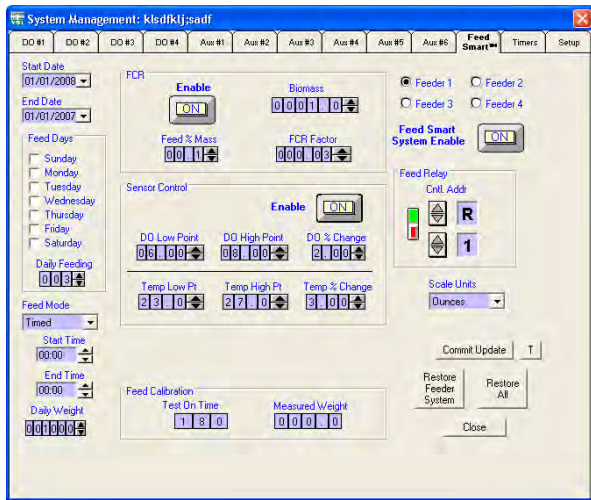 System Management: klsdfklj;sadf
DO #1 DO #2 DO #3 DO #4 Aux #1 Aux #2 Aux #3 Aux #4 Aux #5 Aux #6 Feed Smart™ Timers Setup
Start Date
01/01/2008
End Date
01/01/2007
Feed Days
Sunday
Monday
Tuesday
Wednesday
Thursday
Friday
Saturday
Daily Feeding
003
Feed Mode
Timed
Start Time
00:00
End Time
00:00
Daily Weight
001000
FCR
Enable
ON
Biomass
0001.0
Feed % Mass
00.1
FCR Factor
000.03
Sensor Control
Enable
ON
DO Low Point DO High Point DO % Change
06.00 08.00 2.00
Temp Low Pt Temp High Pt Temp % Change
23.0 27.0 3.00
Feed Calibration
Test On Time Measured Weight
180 000.0
Feeder 1 Feeder 2
Feeder 3 Feeder 4
Feed Smart
System Enable
ON
Feed Relay
Cntl. Addr
R
1
Scale Units
Ounces
Commit Update T
Restore
Feeder
System
Restore
All
Close